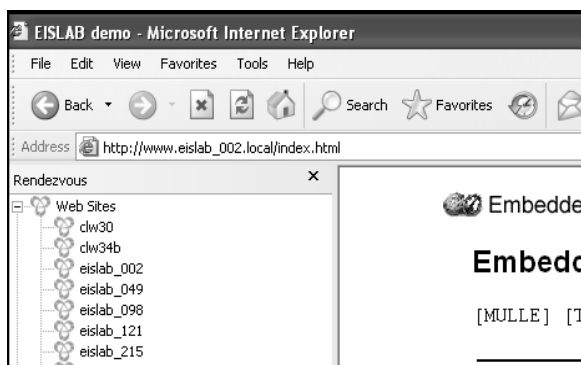 EISLAB demo - Microsoft Internet Explorer
File Edit View Favorites Tools Help
Back Search Favorites
Address http://www.eislab_002.local/index.html
Rendezvous x
Web Sites
clw30
clw34b
eislab_002
eislab_049
eislab_098
eislab_121
eislab_215
Embedde
Embed
[MULLE] [T